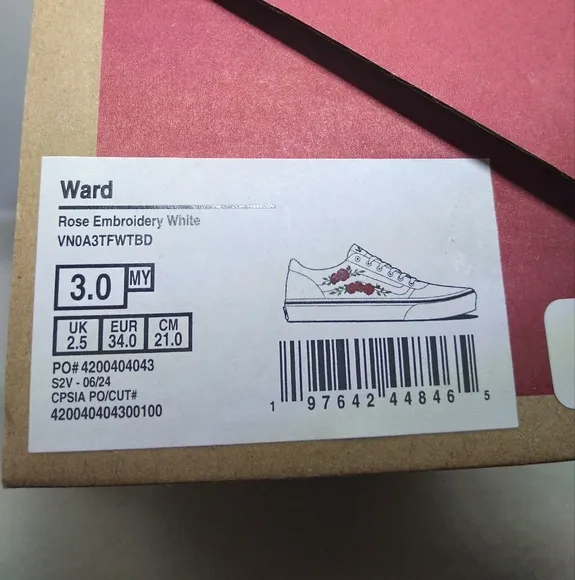 Ward
Rose Embroidery White
VN0A3TFWTBD
3.0 MY
UK EUR CM
2.5 34.0 21.0
PO# 4200404043
S2V - 06/24
CPSIA PO/CUT#
420040404300100
1 97642 44846 5